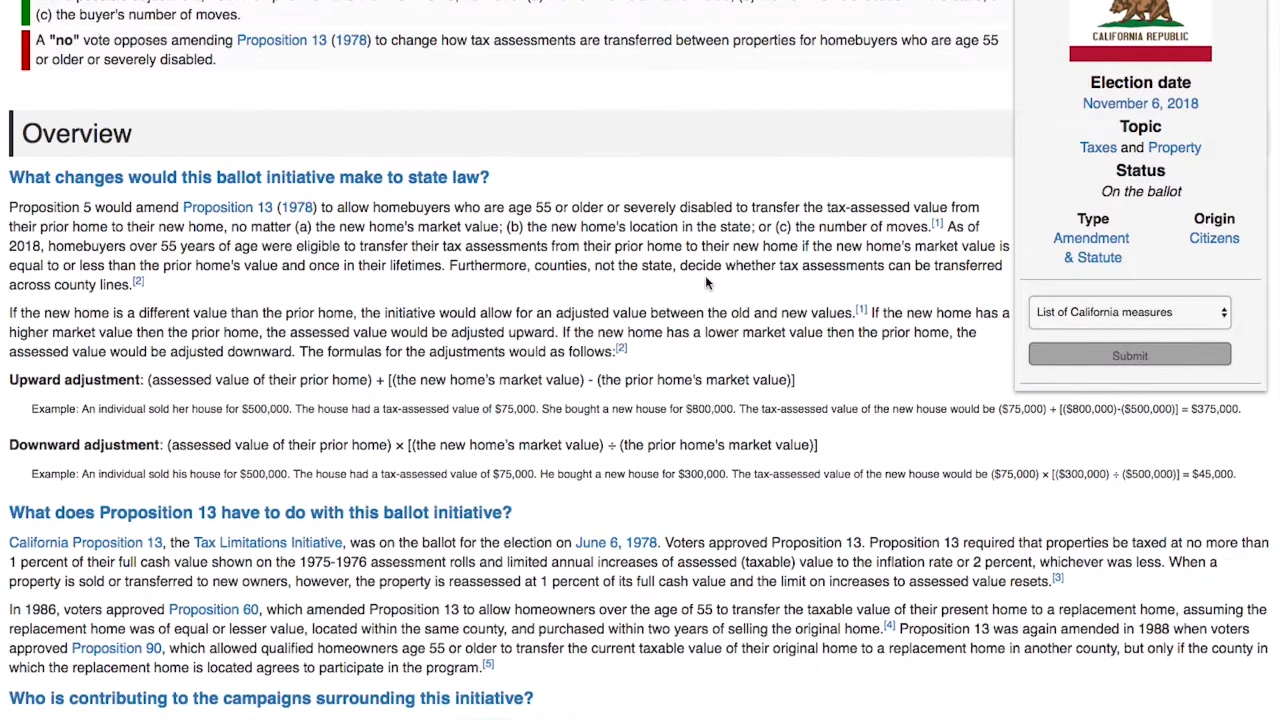 (c) the buyer's number of moves.
A "no" vote opposes amending Proposition 13 (1978) to change how tax assessments are transferred between properties for homebuyers who are age 55
or older or severely disabled.
CALIFORNIA REPUBLIC
Election date
November 6, 2018
Topic
Taxes and Property
Status
On the ballot
Type
Amendment
& Statute
Origin
Citizens
List of California measures
Submit
Overview
What changes would this ballot initiative make to state law?
Proposition 5 would amend Proposition 13 (1978) to allow homebuyers who are age 55 or older or severely disabled to transfer the tax-assessed value from
their prior home to their new home, no matter (a) the new home's market value; (b) the new home's location in the state; or (c) the number of moves.[1] As of
2018, homebuyers over 55 years of age were eligible to transfer their tax assessments from their prior home to their new home if the new home's market value is
equal to or less than the prior home's value and once in their lifetimes. Furthermore, counties, not the state, decide whether tax assessments can be transferred
across county lines.[2]
If the new home is a different value than the prior home, the initiative would allow for an adjusted value between the old and new values.[1] If the new home has a
higher market value then the prior home, the assessed value would be adjusted upward. If the new home has a lower market value then the prior home, the
assessed value would be adjusted downward. The formulas for the adjustments would as follows:[2]
Upward adjustment: (assessed value of their prior home) + [(the new home's market value) - (the prior home's market value)]
Example: An individual sold her house for $500,000. The house had a tax-assessed value of $75,000. She bought a new house for $800,000. The tax-assessed value of the new house would be ($75,000) + [($800,000)-($500,000)] = $375,000.
Downward adjustment: (assessed value of their prior home) × [(the new home's market value) ÷ (the prior home's market value)]
Example: An individual sold his house for $500,000. The house had a tax-assessed value of $75,000. He bought a new house for $300,000. The tax-assessed value of the new house would be ($75,000) × [($300,000) ÷ ($500,000)] = $45,000.
What does Proposition 13 have to do with this ballot initiative?
California Proposition 13, the Tax Limitations Initiative, was on the ballot for the election on June 6, 1978. Voters approved Proposition 13. Proposition 13 required that properties be taxed at no more than
1 percent of their full cash value shown on the 1975-1976 assessment rolls and limited annual increases of assessed (taxable) value to the inflation rate or 2 percent, whichever was less. When a
property is sold or transferred to new owners, however, the property is reassessed at 1 percent of its full cash value and the limit on increases to assessed value resets.[3]
In 1986, voters approved Proposition 60, which amended Proposition 13 to allow homeowners over the age of 55 to transfer the taxable value of their present home to a replacement home, assuming the
replacement home was of equal or lesser value, located within the same county, and purchased within two years of selling the original home.[4] Proposition 13 was again amended in 1988 when voters
approved Proposition 90, which allowed qualified homeowners age 55 or older to transfer the current taxable value of their original home to a replacement home in another county, but only if the county in
which the replacement home is located agrees to participate in the program.[5]
Who is contributing to the campaigns surrounding this initiative?